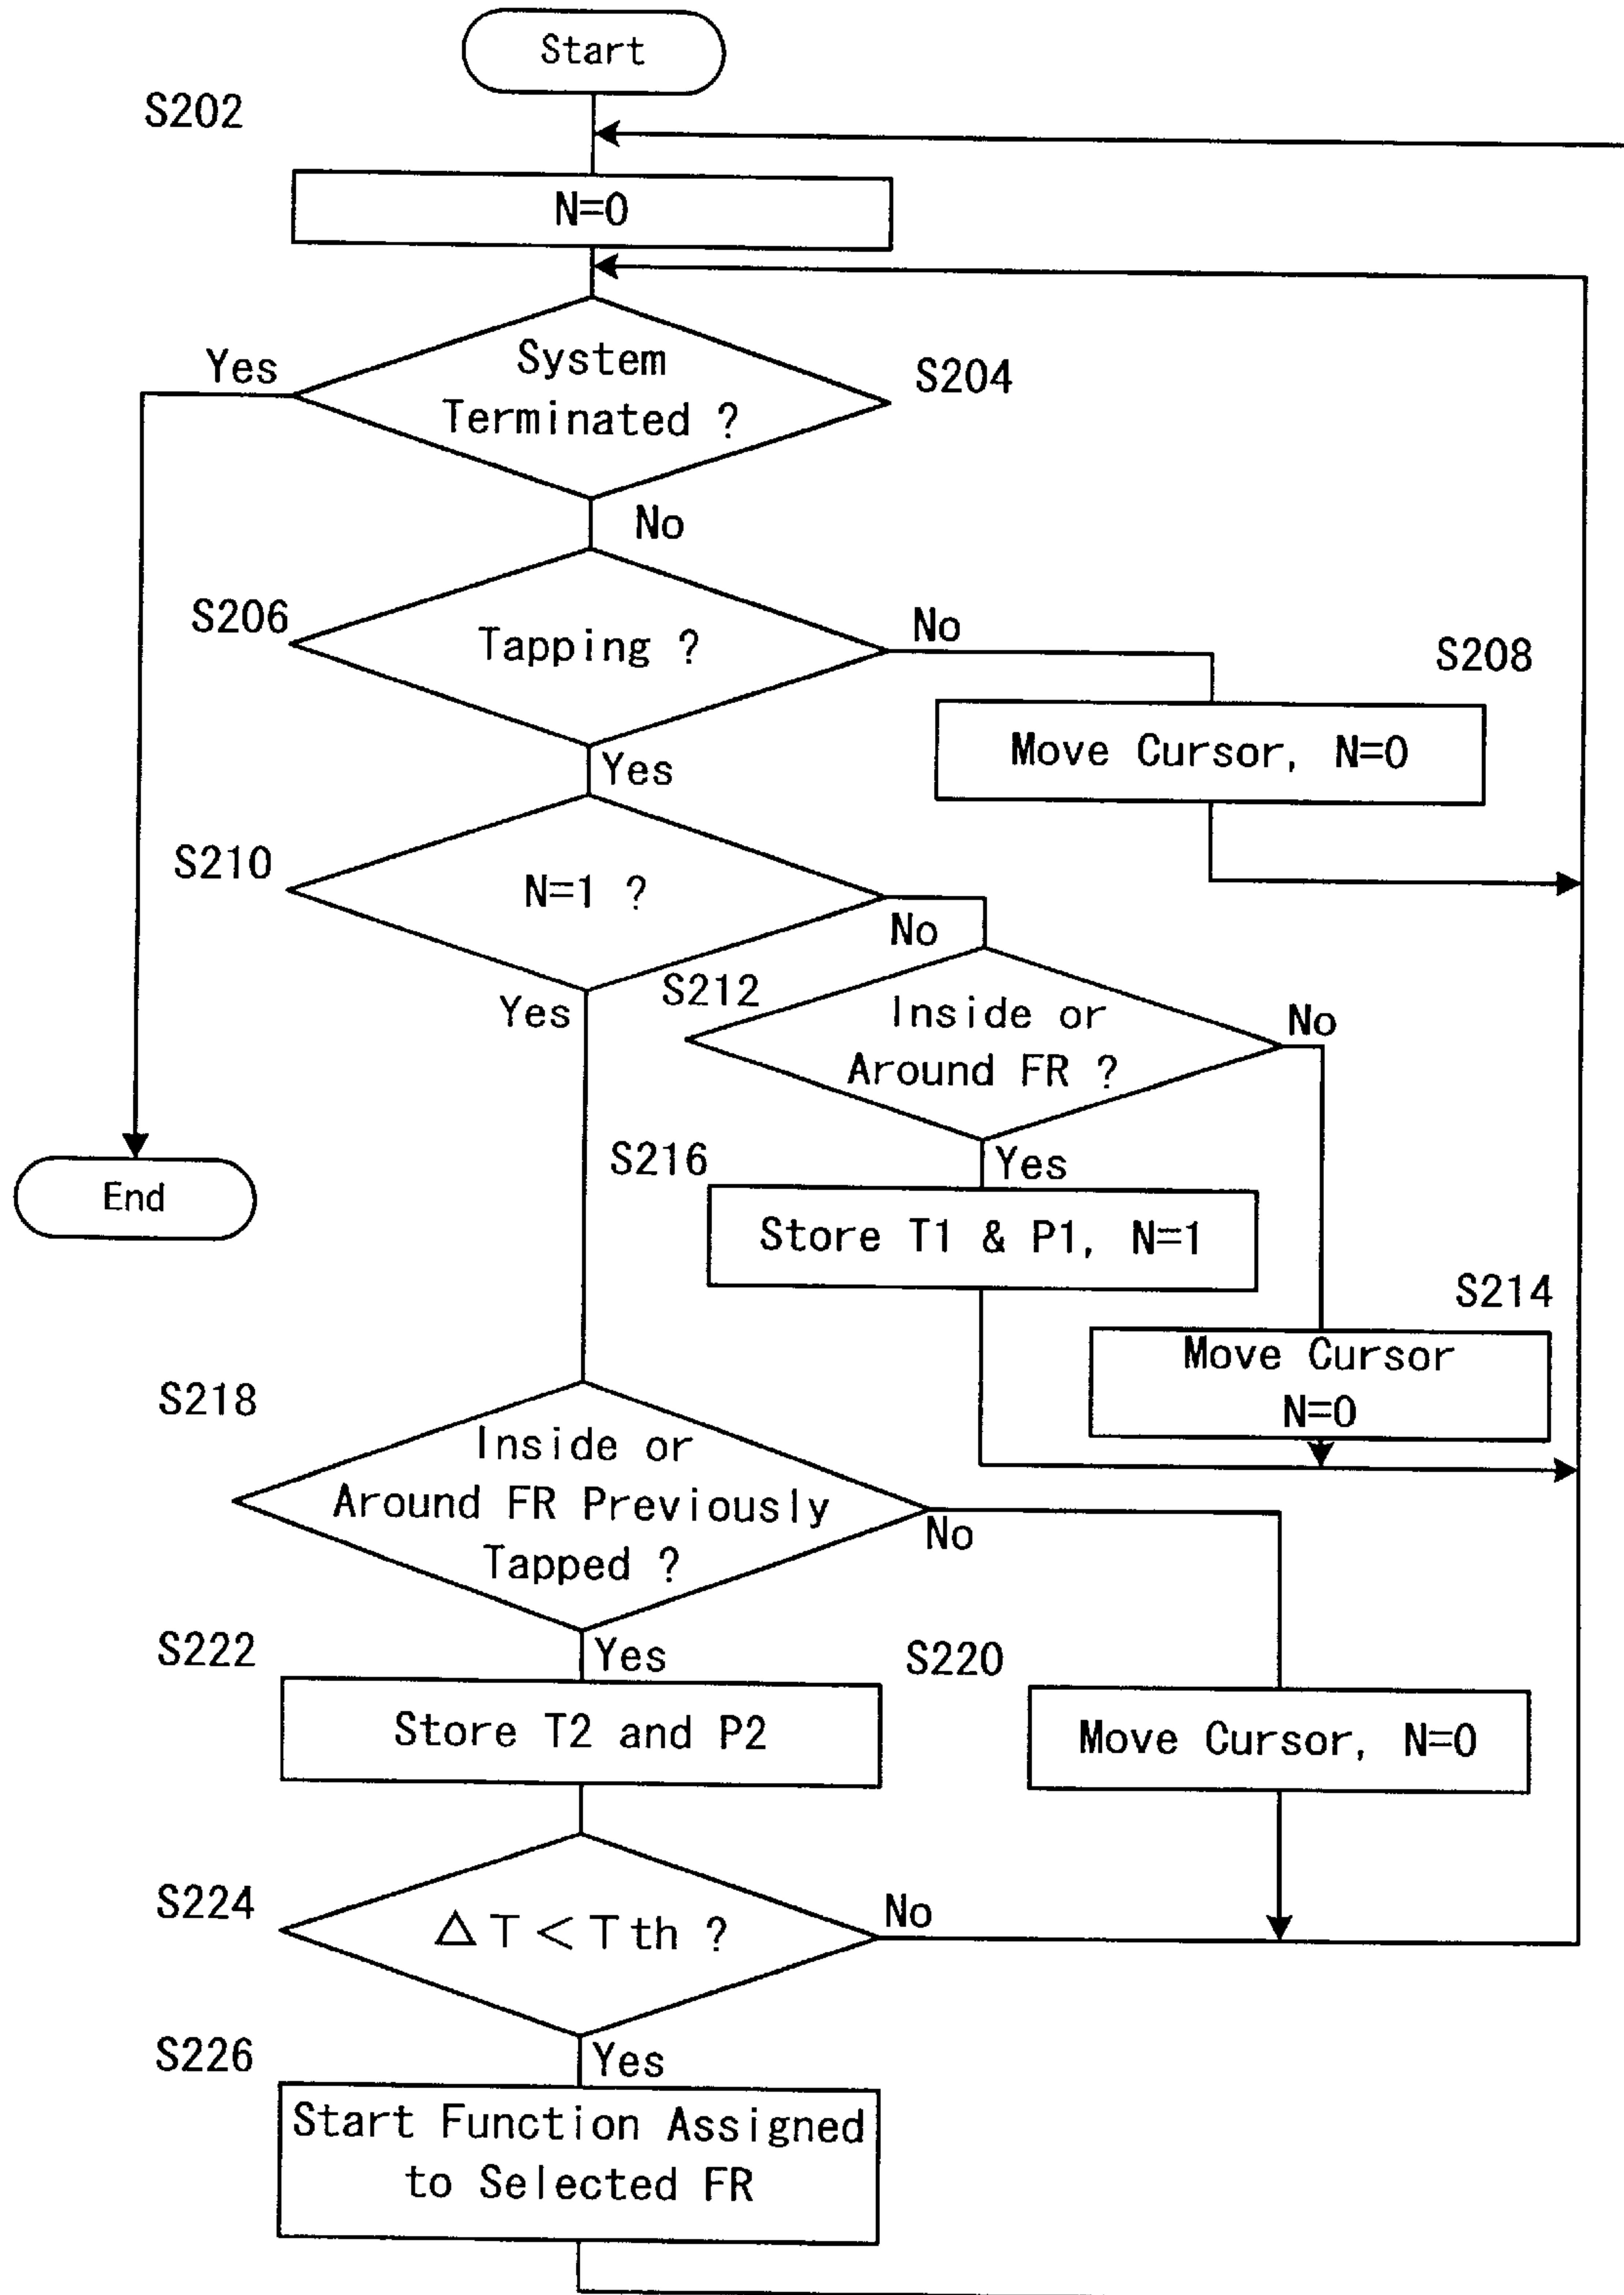 Start
S202
N=0
System
Terminated ?
Yes
S204
No
S206
Tapping ?
No
S208
Move Cursor, N=0
Yes
S210
N=1 ?
No
S212
Yes
Inside or
Around FR ?
No
S216
Yes
End
Store T1 & P1, N=1
S214
Move Cursor
N=0
S218
Inside or
Around FR Previously
Tapped ?
No
S222
Yes
S220
Store T2 and P2
Move Cursor, N=0
S224
△T<Tth ?
No
S226
Yes
Start Function Assigned
to Selected FR